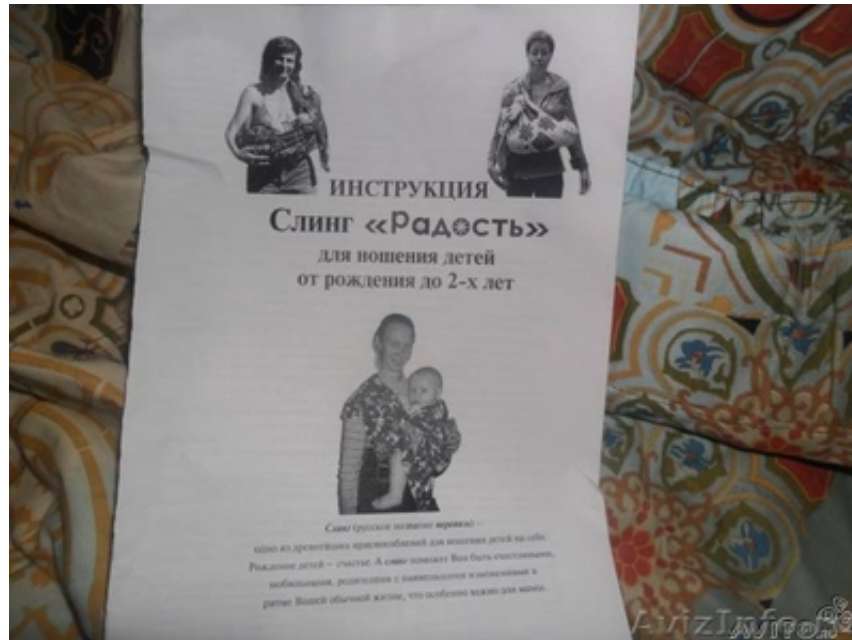 ИНСТРУКЦИЯ
Слинг «Радость»
для ношения детей
от рождения до 2-х лет
Слинг (русское название) –
одно из древнейших приспособлений для ношения детей на себе.
Рождение детей – счастье. А слинг поможет Вам быть счастливыми,
мобильными, родителями с наименьшими изменениями в
ритме Вашей обычной жизни, что особенно важно для мамы.
AvizInfo